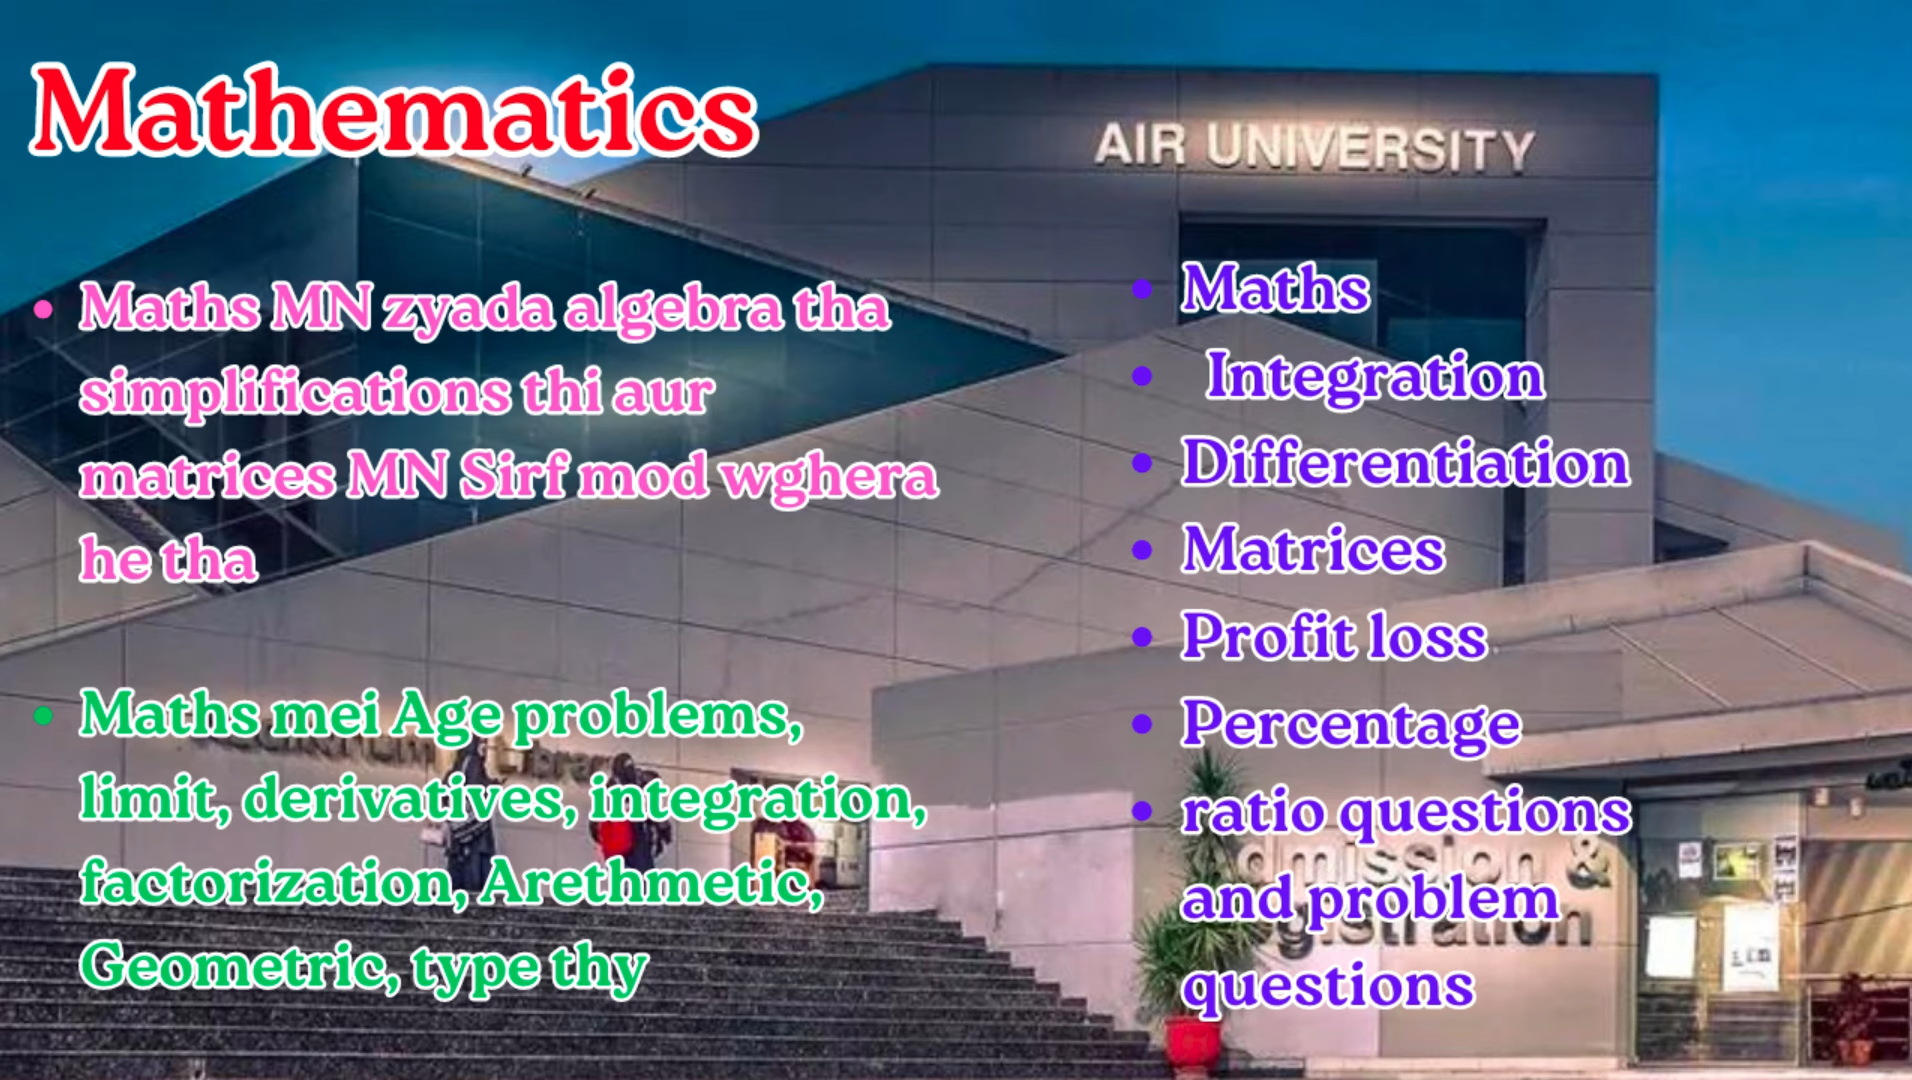 Mathematics
AIR UNIVERSITY
Maths MN zyada algebra tha
simplifications thi aur
matrices MN Sirf mod wghera
he tha
Maths mei Age problems,
limit, derivatives, integration,
factorization, Arethmetic,
Geometric, type thy
Maths
Integration
Differentiation
Matrices
Profit loss
Percentage
ratio questions
and problem
questions